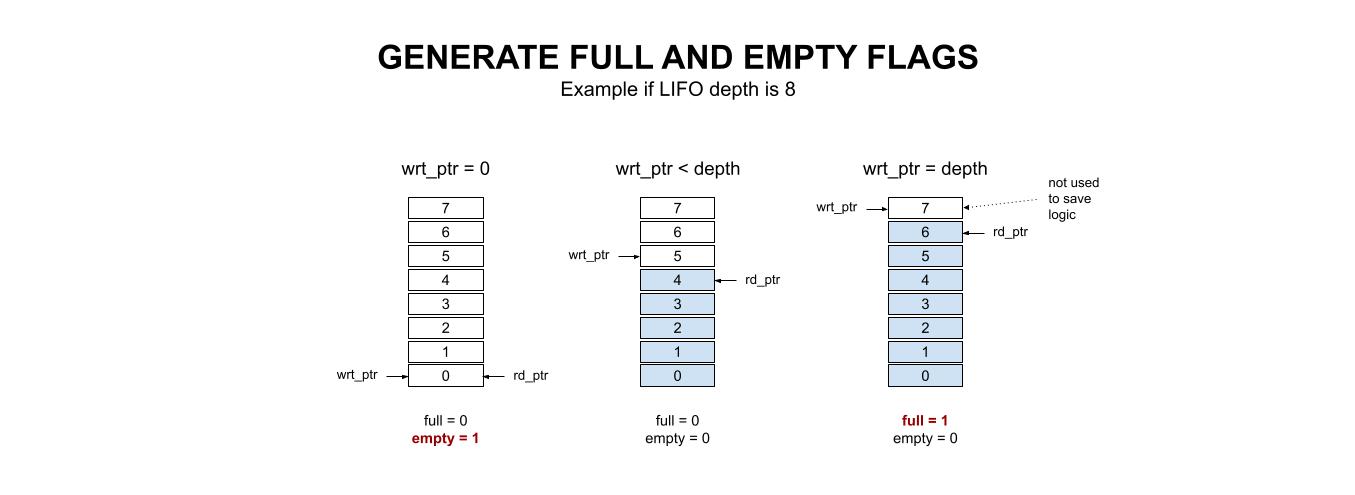 GENERATE FULL AND EMPTY FLAGS
Example if LIFO depth is 8
wrt_ptr = 0
7
6
5
4
3
2
1
wrt_ptr
0
rd_ptr
full = 0
empty = 1
wrt_ptr < depth
7
6
wrt_ptr
5
4
rd_ptr
3
2
1
0
full = 0
empty = 0
wrt_ptr = depth
not used
to save
logic
wrt_ptr
7
6
rd_ptr
5
4
3
2
1
0
full = 1
empty = 0